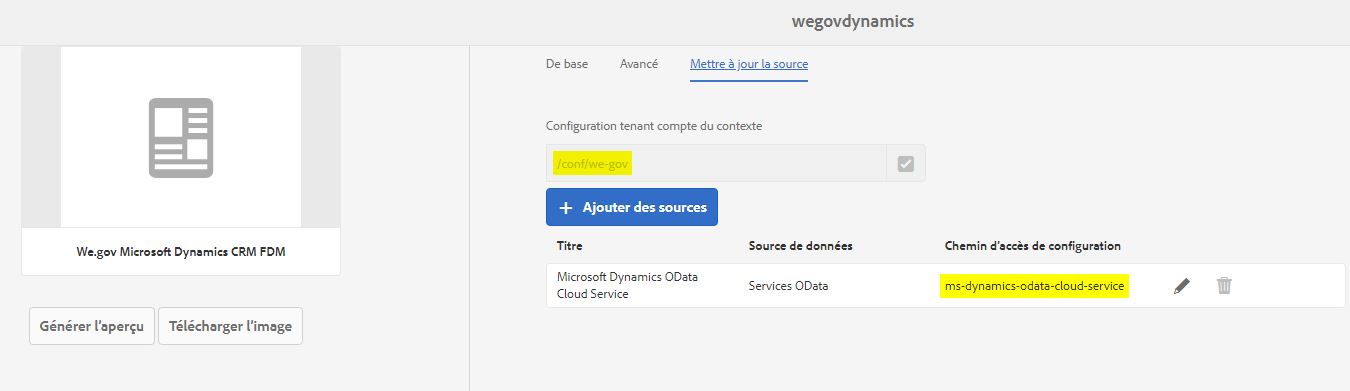 wegovdynamics
De base Avancé Mettre à jour la source
Configuration tenant compte du contexte
/conf/we-gov
+ Ajouter des sources
We.gov Microsoft Dynamics CRM FDM
Titre Source de données Chemin d'accès de configuration
Microsoft Dynamics OData
Cloud Service
Services OData
ms-dynamics-odata-cloud-service
Générer l'aperçu Télécharger l'image